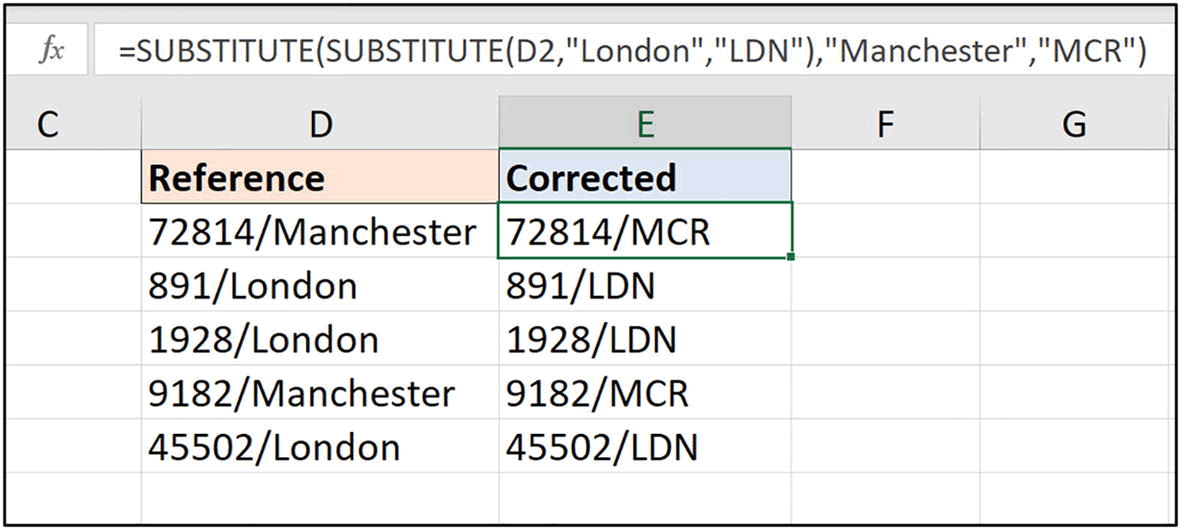 fx =SUBSTITUTE(SUBSTITUTE(D2,"London","LDN"),"Manchester","MCR")
C D E F G
Reference Corrected
72814/Manchester 72814/MCR
891/London 891/LDN
1928/London 1928/LDN
9182/Manchester 9182/MCR
45502/London 45502/LDN